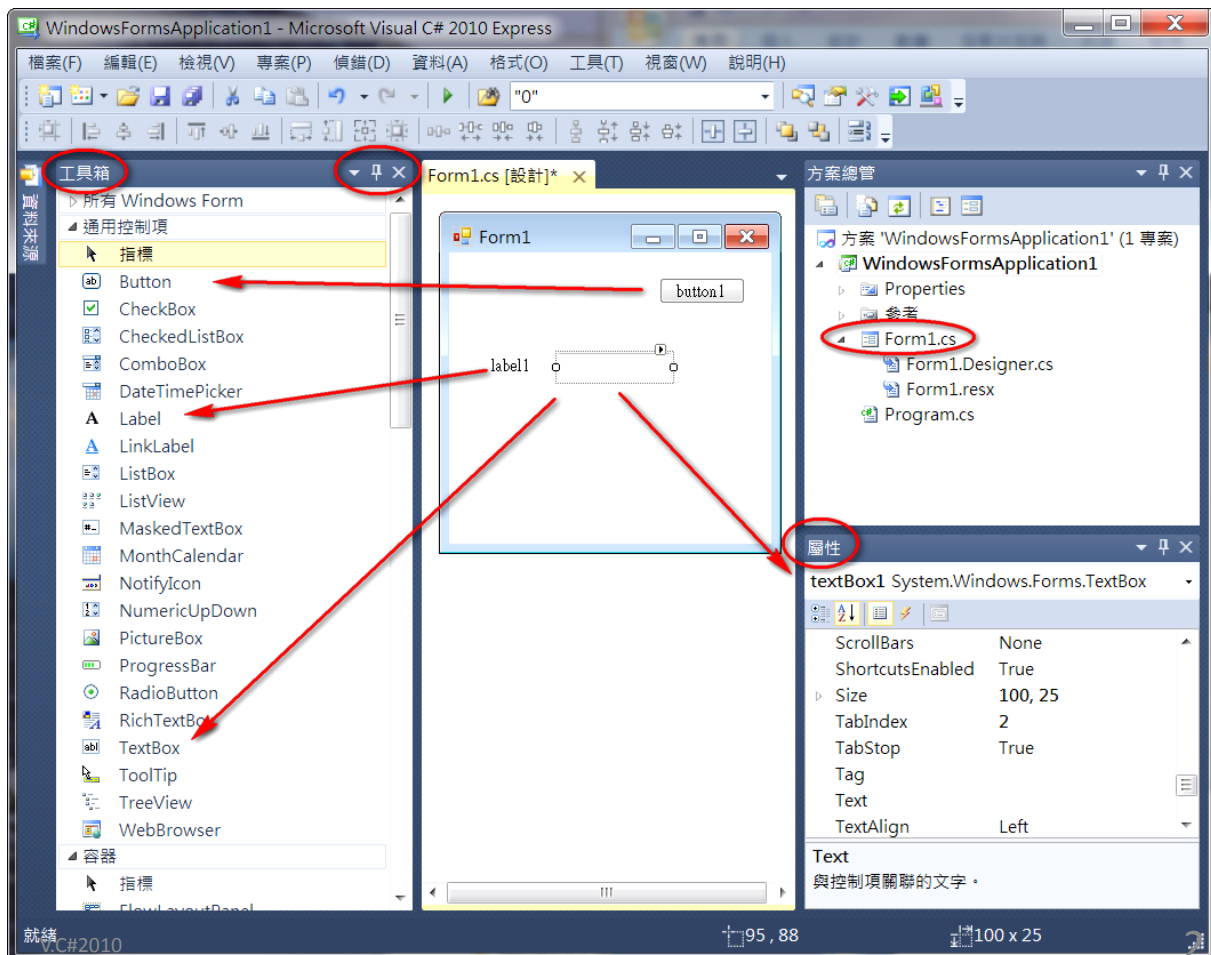 WindowsFormsApplication1 - Microsoft Visual C# 2010 Express
檔案(F) 編輯(E) 檢視(V) 專案(P) 偵錯(D) 資料(A) 格式(O) 工具(T) 視窗(W) 說明(H)
"0"
資料來源
工具箱
所有 Windows Form
通用控制項
指標
Button
CheckBox
CheckedListBox
ComboBox
DateTimePicker
Label
LinkLabel
ListBox
ListView
MaskedTextBox
MonthCalendar
NotifyIcon
NumericUpDown
PictureBox
ProgressBar
RadioButton
RichTextBox
TextBox
ToolTip
TreeView
WebBrowser
容器
指標
FlowLayoutPanel
Form1.cs [設計]*
Form1
button1
label1
方案總管
方案 'WindowsFormsApplication1' (1 專案)
WindowsFormsApplication1
Properties
參考
Form1.cs
Form1.Designer.cs
Form1.resx
Program.cs
屬性
textBox1 System.Windows.Forms.TextBox
ScrollBars None
ShortcutsEnabled True
Size 100, 25
TabIndex 2
TabStop True
Tag
Text
TextAlign Left
Text
與控制項關聯的文字。
就緒
95 , 88
100 x 25
V.C#2010
2